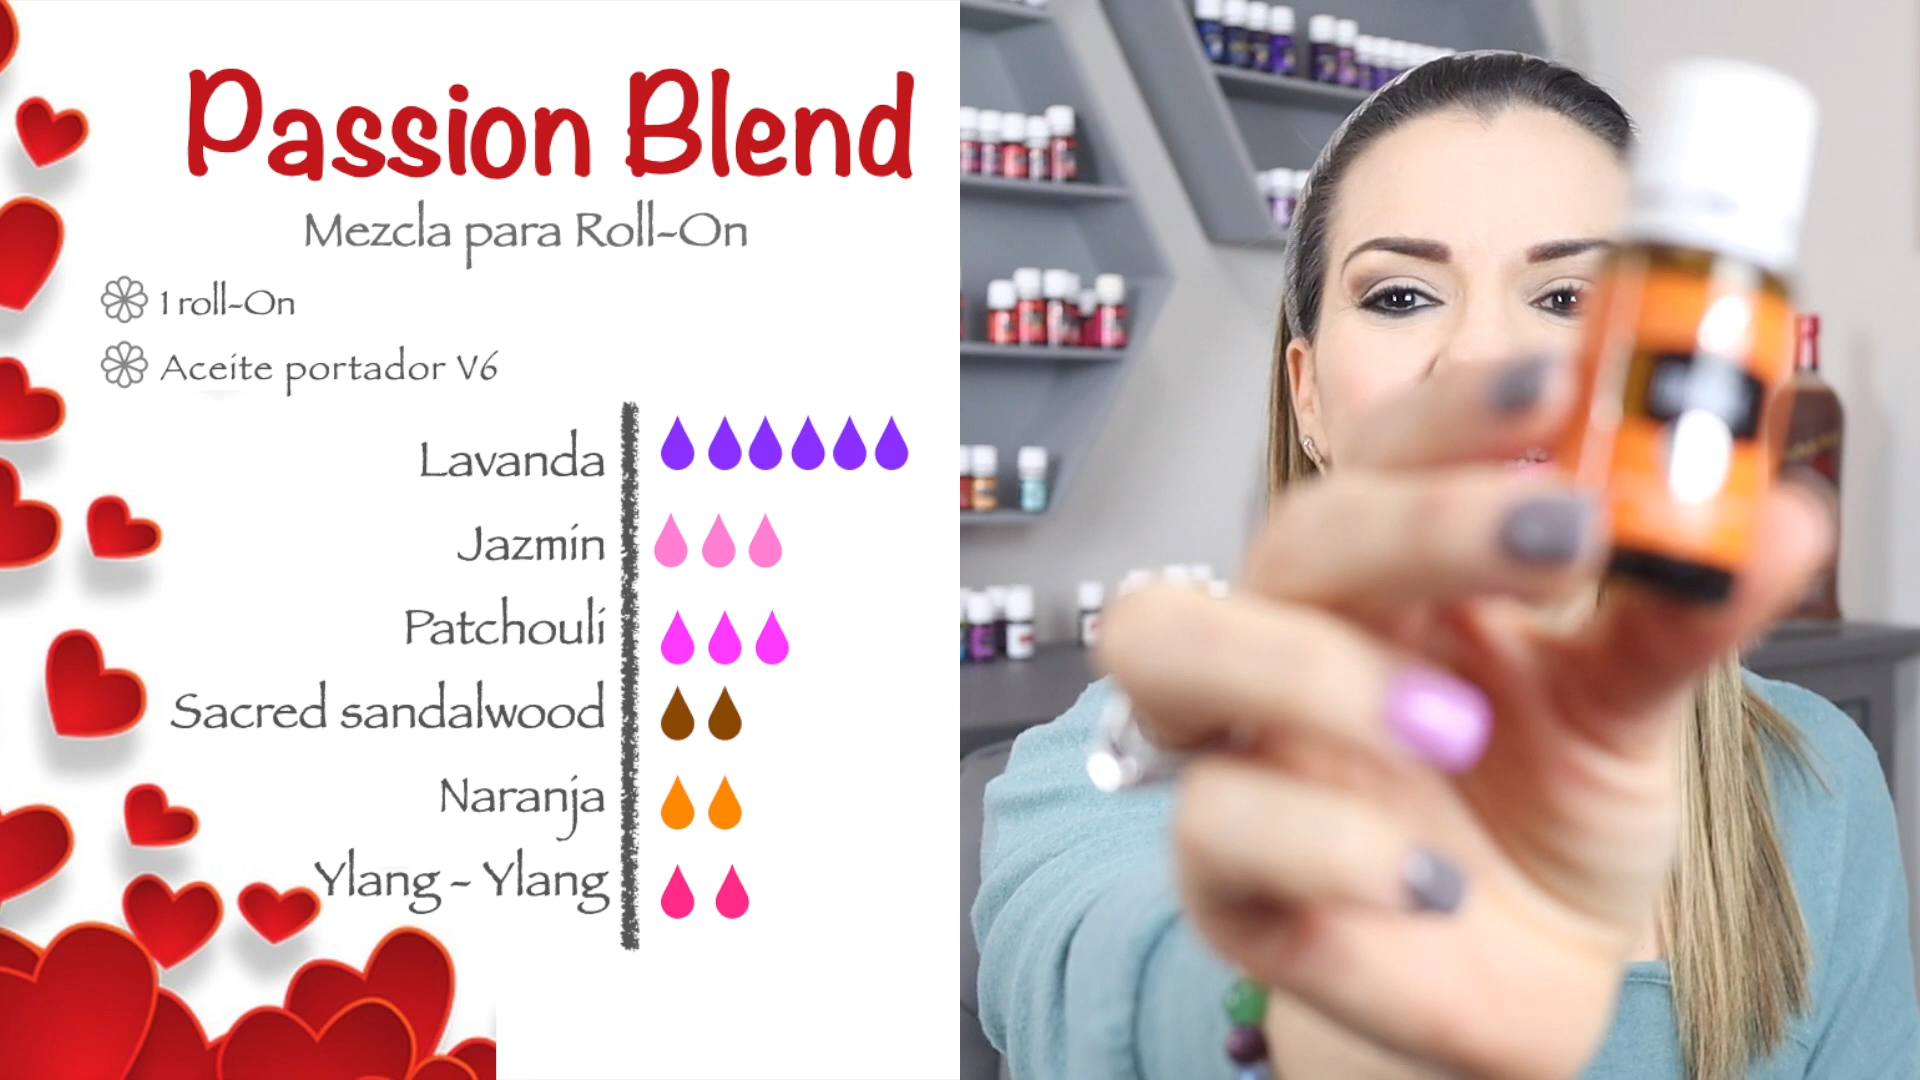 Passion Blend
Mezcla para Roll-On
1 roll-On
Aceite portador V6
Lavanda
Jazmin
Patchouli
Sacred sandalwood
Naranja
Ylang - Ylang